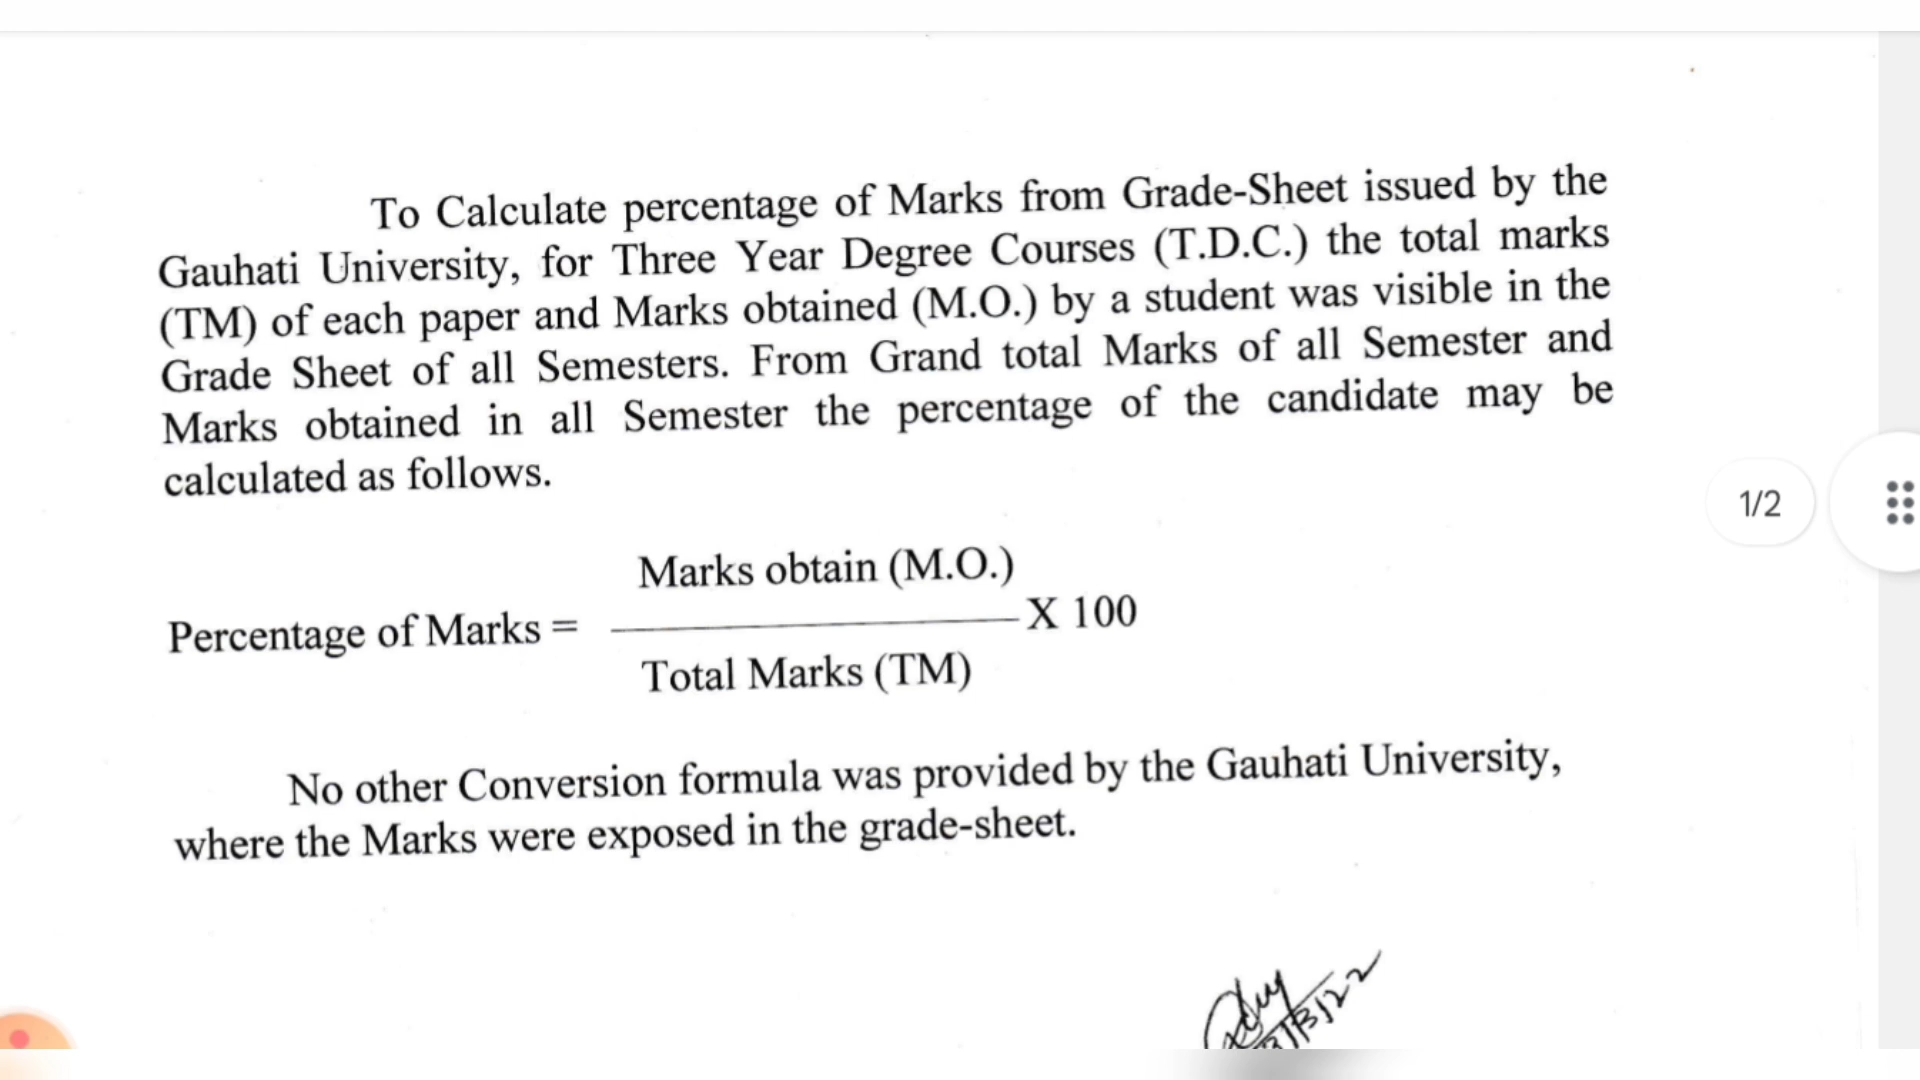 To Calculate percentage of Marks from Grade-Sheet issued by the
Gauhati University, for Three Year Degree Courses (T.D.C.) the total marks
(TM) of each paper and Marks obtained (M.O.) by a student was visible in the
Grade Sheet of all Semesters. From Grand total Marks of all Semester and
Marks obtained in all Semester the percentage of the candidate may be
calculated as follows.
Marks obtain (M.O.)
Percentage of Marks = X 100
Total Marks (TM)
No other Conversion formula was provided by the Gauhati University,
where the Marks were exposed in the grade-sheet.
1/2